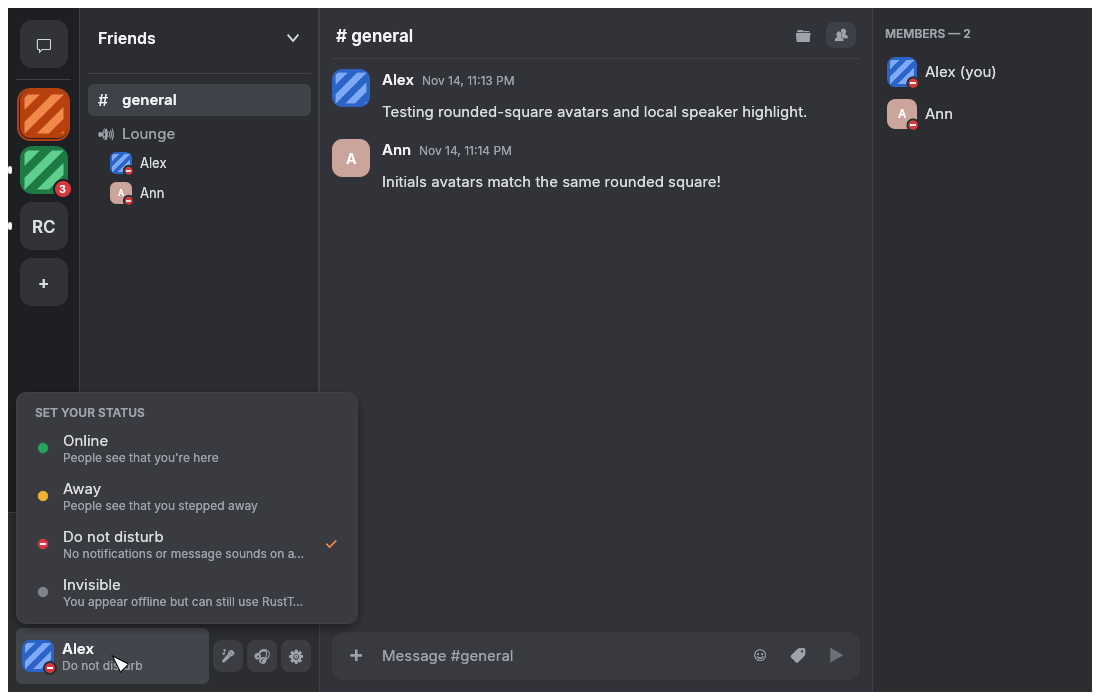 Friends
# general
Lounge
Alex
A
Ann
3
RC
+
SET YOUR STATUS
Online
People see that you're here
Away
People see that you stepped away
Do not disturb
No notifications or message sounds on a...
Invisible
You appear offline but can still use RustT...
Alex
Do not disturb
# general
Alex Nov 14, 11:13 PM
Testing rounded-square avatars and local speaker highlight.
A
Ann Nov 14, 11:14 PM
Initials avatars match the same rounded square!
+ Message #general
MEMBERS — 2
Alex (you)
A
Ann